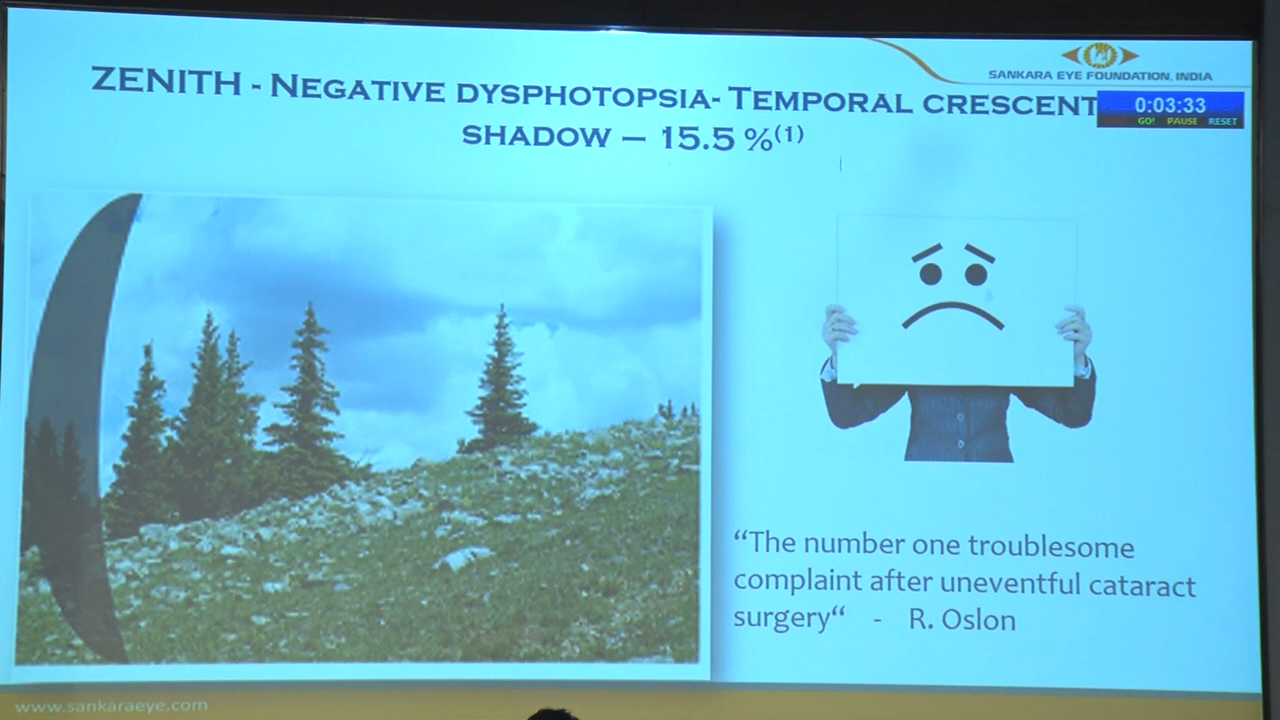 SANKARA EYE FOUNDATION, INDIA
ZENITH - NEGATIVE DYSPHOTOPSIA- TEMPORAL CRESCENT
SHADOW – 15.5 %(1)
0:03:33
GO! PAUSE RESET
“The number one troublesome
complaint after uneventful cataract
surgery“ - R. Oslon
www.sankaraeye.com